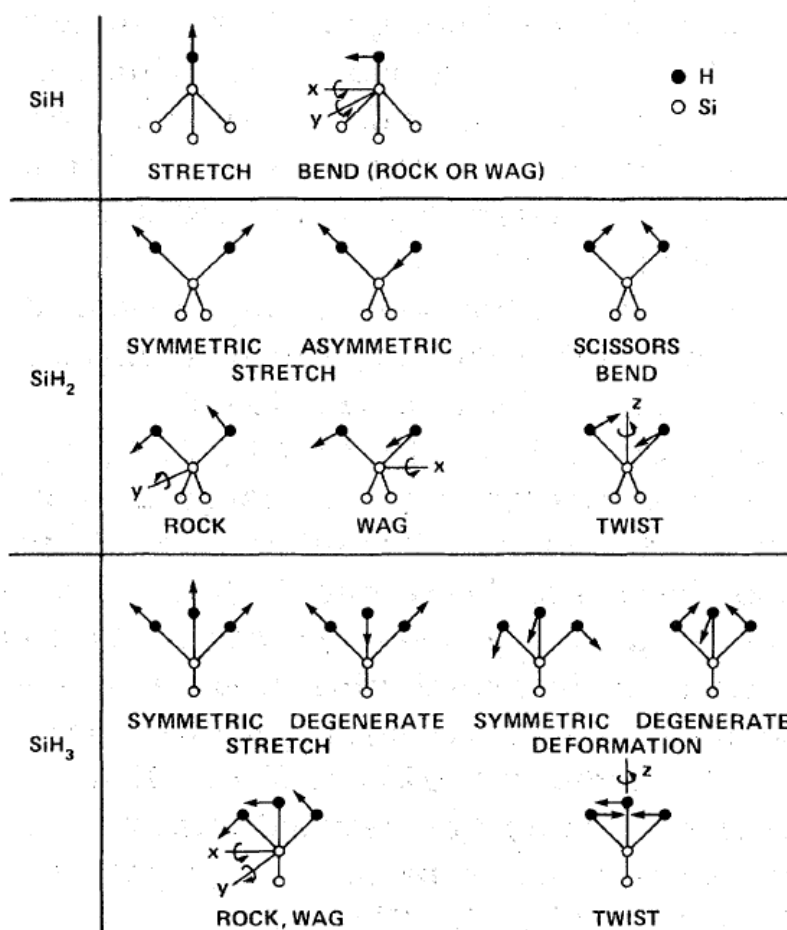 SiH
x
y
● H
○ Si
STRETCH BEND (ROCK OR WAG)
SiH₂
SYMMETRIC ASYMMETRIC SCISSORS
STRETCH BEND
z
y
x
ROCK WAG TWIST
SiH₃
SYMMETRIC DEGENERATE SYMMETRIC DEGENERATE
STRETCH DEFORMATION
z
x
y
ROCK, WAG TWIST